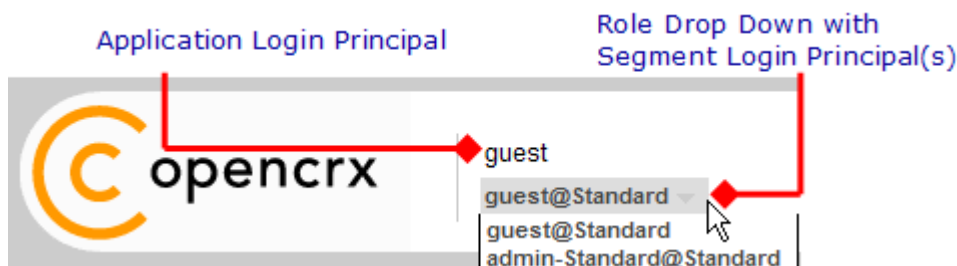 Application Login Principal
Role Drop Down with
Segment Login Principal(s)
opencrx
guest
guest@Standard
guest@Standard
admin-Standard@Standard